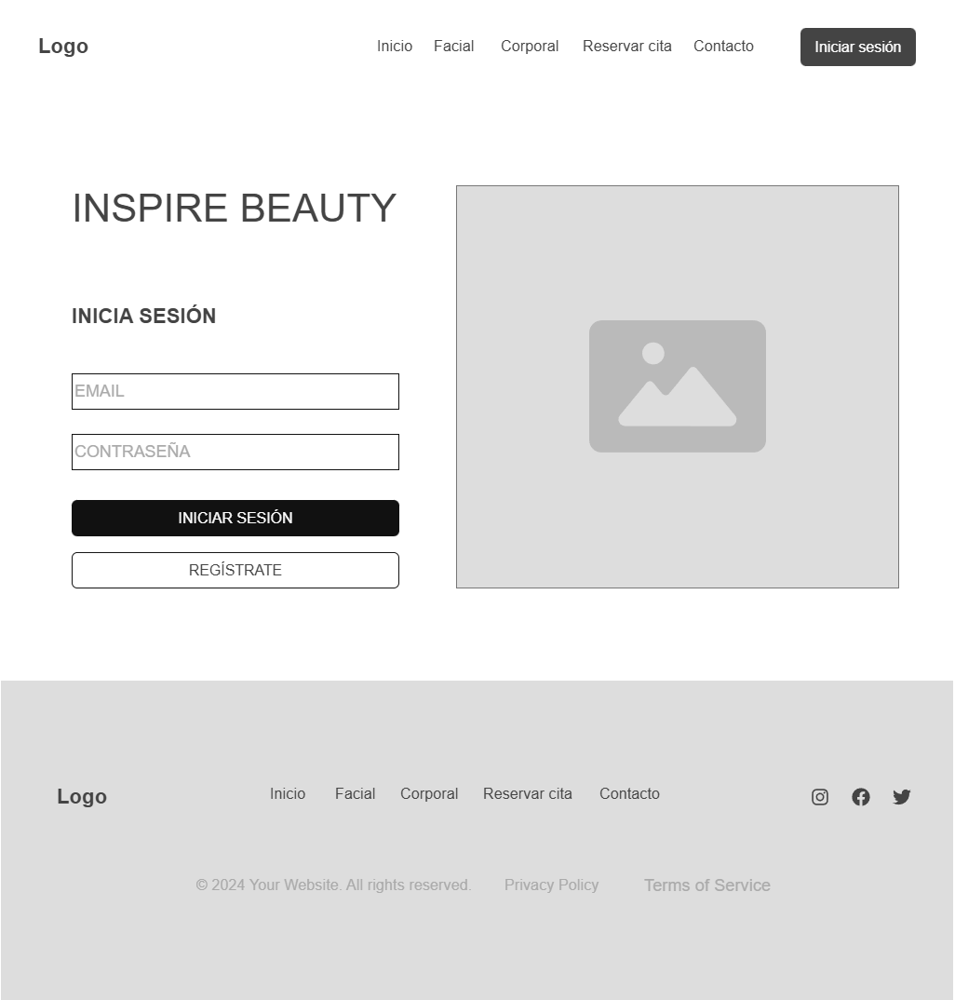 Logo Inicio Facial Corporal Reservar cita Contacto Iniciar sesión
INSPIRE BEAUTY
INICIA SESIÓN
EMAIL
CONTRASEÑA
INICIAR SESIÓN
REGÍSTRATE
Logo Inicio Facial Corporal Reservar cita Contacto
© 2024 Your Website. All rights reserved. Privacy Policy Terms of Service